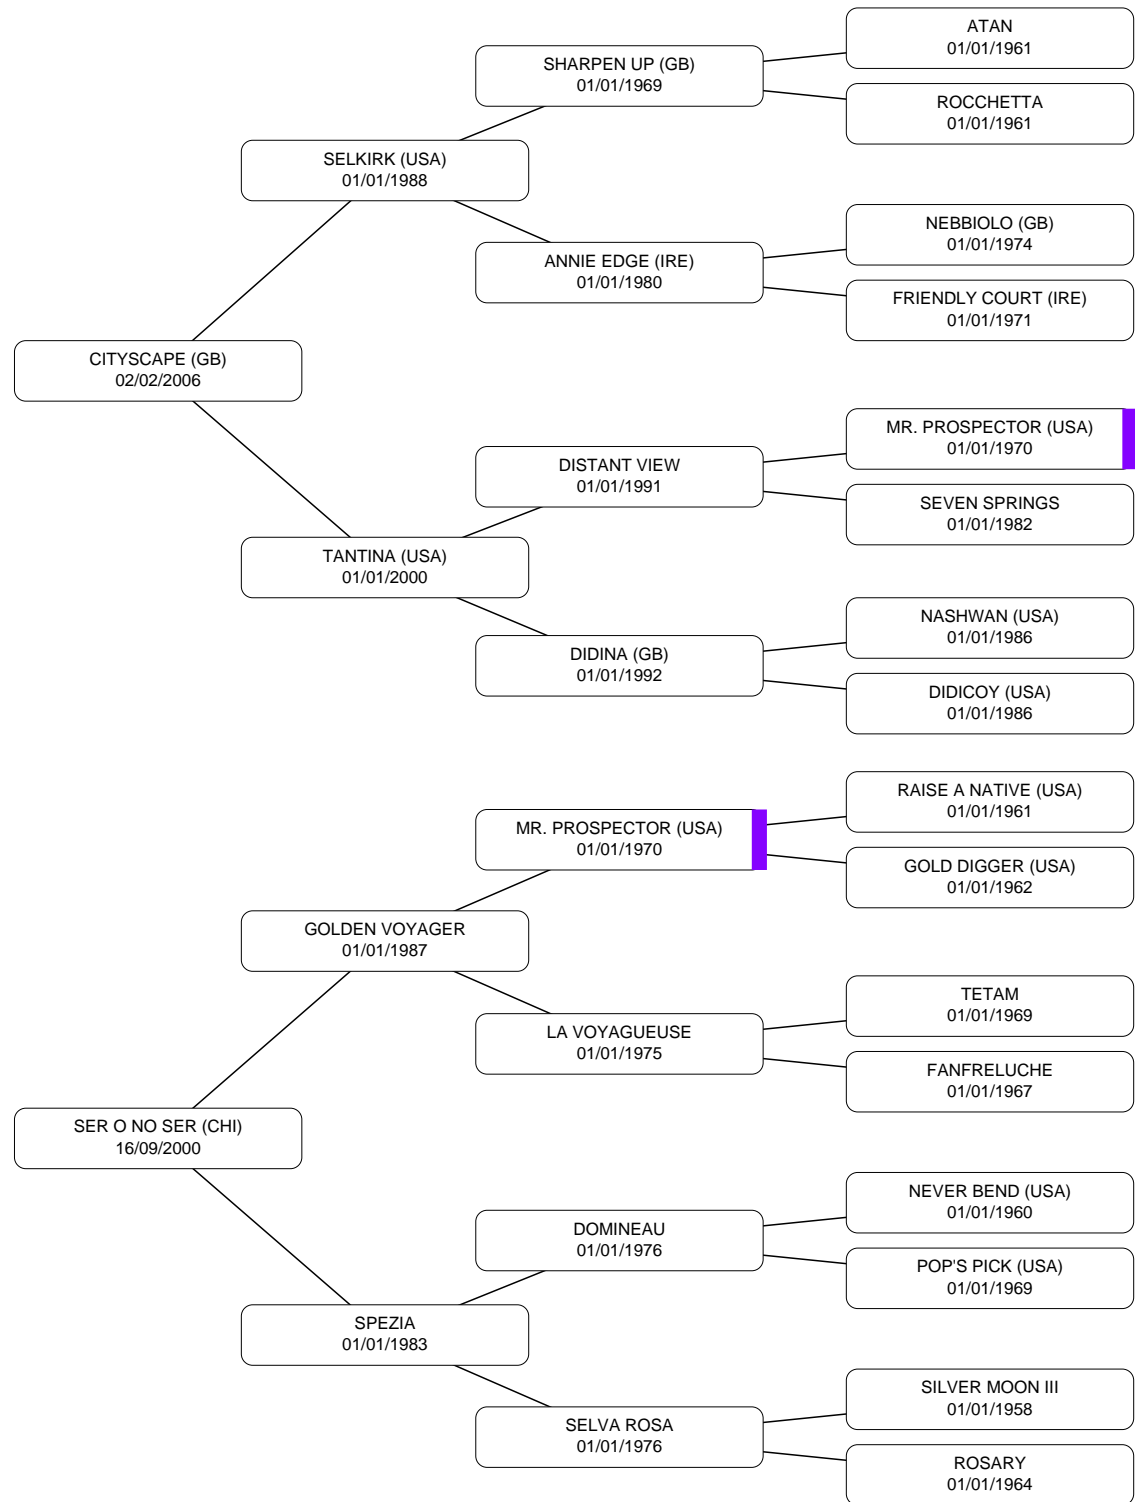 ATAN
01/01/1961
SHARPEN UP (GB)
01/01/1969
ROCCHETTA
01/01/1961
SELKIRK (USA)
01/01/1988
NEBBIOLO (GB)
01/01/1974
ANNIE EDGE (IRE)
01/01/1980
FRIENDLY COURT (IRE)
01/01/1971
CITYSCAPE (GB)
02/02/2006
MR. PROSPECTOR (USA)
01/01/1970
DISTANT VIEW
01/01/1991
SEVEN SPRINGS
01/01/1982
TANTINA (USA)
01/01/2000
NASHWAN (USA)
01/01/1986
DIDINA (GB)
01/01/1992
DIDICOY (USA)
01/01/1986
RAISE A NATIVE (USA)
01/01/1961
MR. PROSPECTOR (USA)
01/01/1970
GOLD DIGGER (USA)
01/01/1962
GOLDEN VOYAGER
01/01/1987
TETAM
01/01/1969
LA VOYAGUEUSE
01/01/1975
FANFRELUCHE
01/01/1967
SER O NO SER (CHI)
16/09/2000
NEVER BEND (USA)
01/01/1960
DOMINEAU
01/01/1976
POP'S PICK (USA)
01/01/1969
SPEZIA
01/01/1983
SILVER MOON III
01/01/1958
SELVA ROSA
01/01/1976
ROSARY
01/01/1964